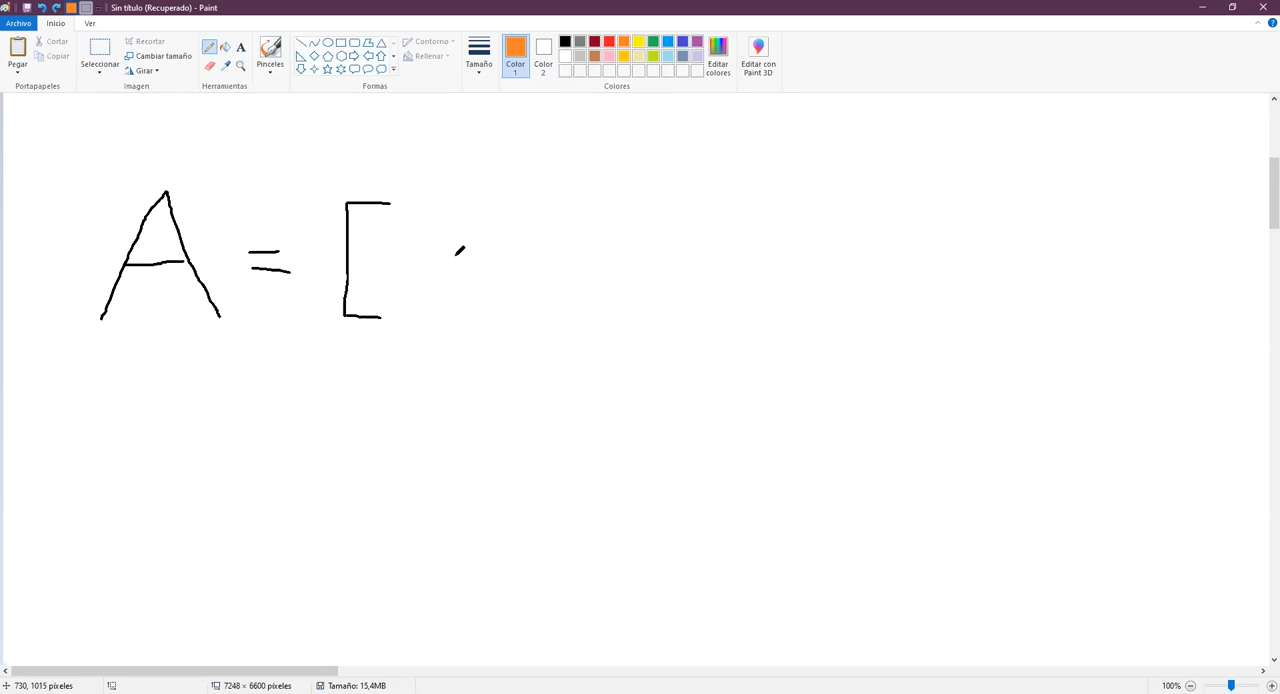 Sin título (Recuperado) - Paint
Archivo Inicio Ver
Pegar
Cortar
Copiar
Portapapeles
Seleccionar
Recortar
Cambiar tamaño
Girar
Imagen
A
Herramientas
Pinceles
Contorno
Rellenar
Formas
Tamaño
Color 1
Color 2
Editar colores
Colores
Editar con Paint 3D
A = [
730, 1015 píxeles 7248 × 6600 píxeles Tamaño: 15,4MB 100%